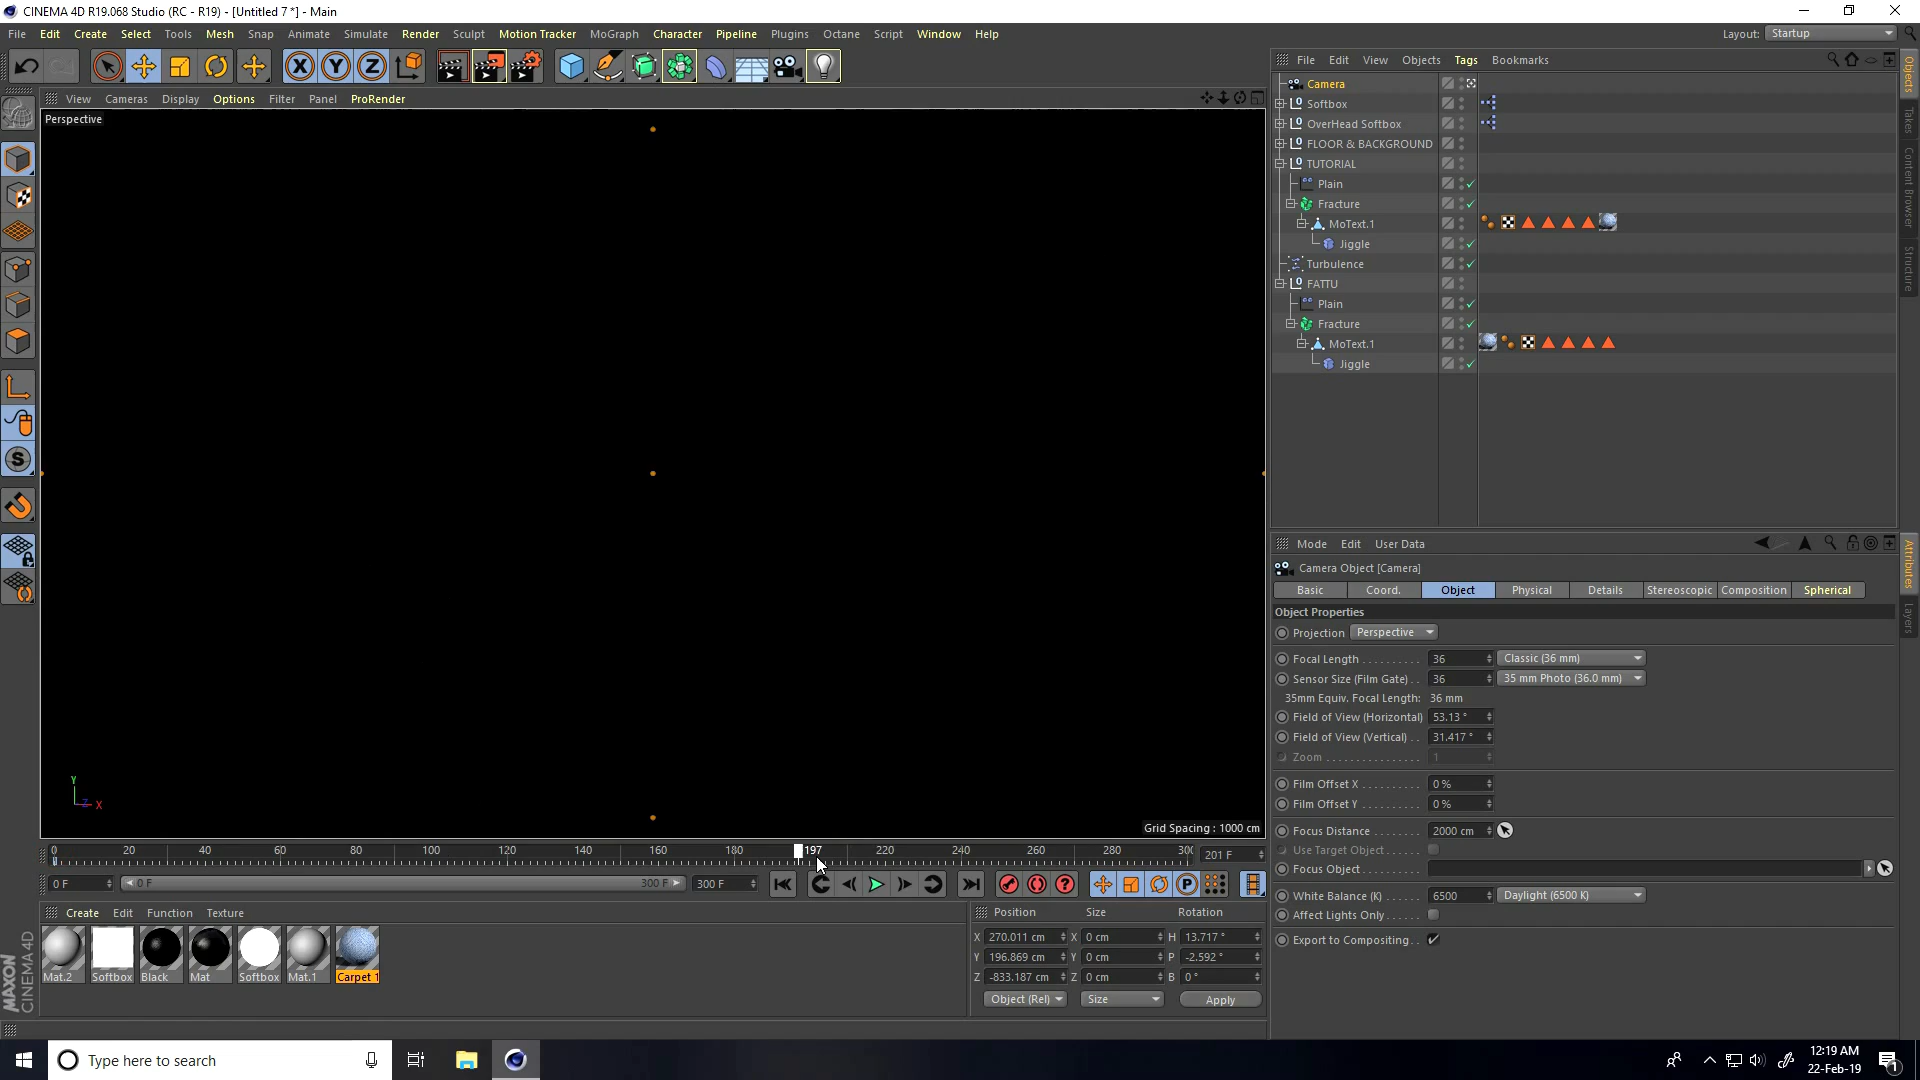 CINEMA 4D R19.068 Studio (RC - R19) - [Untitled 7 *] - Main
File Edit Create Select Tools Mesh Snap Animate Simulate Render Sculpt Motion Tracker MoGraph Character Pipeline Plugins Octane Script Window Help
Layout: Startup
X Y Z
View Cameras Display Options Filter Panel ProRender
Perspective
Y
Z X
Grid Spacing : 1000 cm
0 20 40 60 80 100 120 140 160 180 197 220 240 260 280 300
201 F
0 F 0 F 300 F 300 F
Create Edit Function Texture
Mat.2 Softbox Black Mat Softbox Mat.1 Carpet 1
MAXON
CINEMA 4D
Position Size Rotation
X 270.011 cm X 0 cm H 13.717 °
Y 196.869 cm Y 0 cm P -2.592 °
Z -833.187 cm Z 0 cm B 0 °
Object (Rel) Size Apply
File Edit View Objects Tags Bookmarks
Camera
Softbox
OverHead Softbox
FLOOR & BACKGROUND
TUTORIAL
Plain
Fracture
MoText.1
Jiggle
Turbulence
FATTU
Plain
Fracture
MoText.1
Jiggle
Objects
Takes
Content Browser
Structure
Mode Edit User Data
Camera Object [Camera]
Basic Coord. Object Physical Details Stereoscopic Composition Spherical
Object Properties
Projection Perspective
Focal Length . . . . . . . . . . 36 Classic (36 mm)
Sensor Size (Film Gate) . . 36 35 mm Photo (36.0 mm)
35mm Equiv. Focal Length: 36 mm
Field of View (Horizontal) 53.13 °
Field of View (Vertical) . . 31.417 °
Zoom . . . . . . . . . . . . . . . . 1
Film Offset X . . . . . . . . . . 0 %
Film Offset Y . . . . . . . . . . 0 %
Focus Distance . . . . . . . . 2000 cm
Use Target Object . . . . . .
Focus Object . . . . . . . . . .
White Balance (K) . . . . . . 6500 Daylight (6500 K)
Affect Lights Only . . . . . .
Export to Compositing . .
Attributes
Layers
Type here to search
12:19 AM
22-Feb-19
1